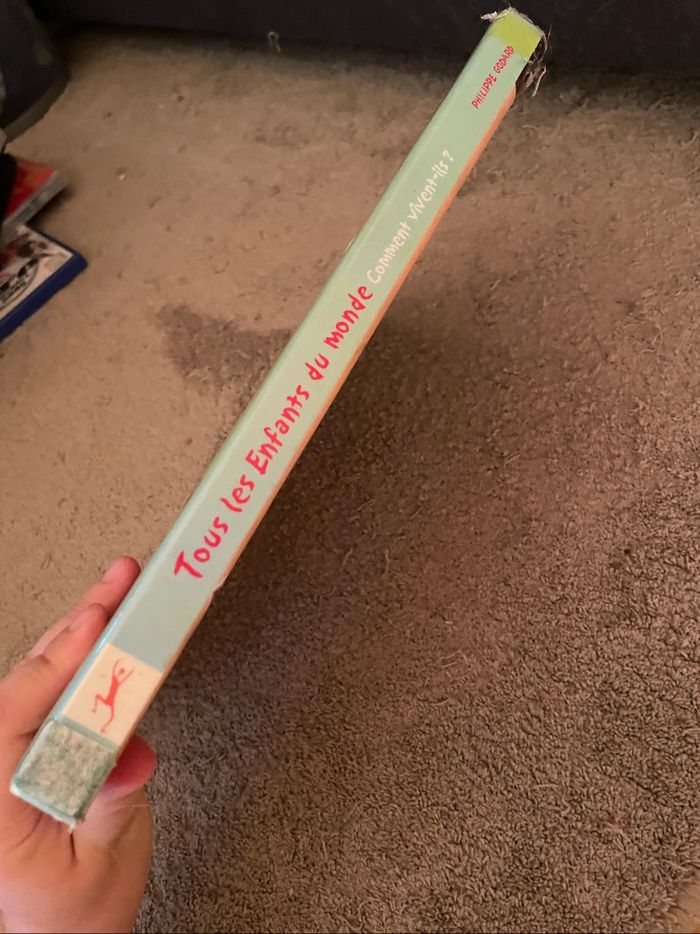 Tous les Enfants du monde Comment vivent-ils ?
PHILIPPE GODARD